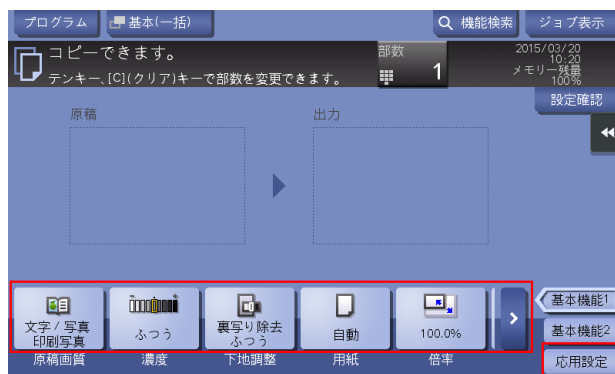 プログラム
基本(一括)
機能検索
ジョブ表示
コピーできます。
テンキー、[C](クリア)キーで部数を変更できます。
部数
1
2015/03/20
10:20
メモリー残量
100%
設定確認
原稿
出力
文字/写真
印刷写真
ふつう
裏写り除去
ふつう
自動
100.0%
基本機能1
基本機能2
原稿画質
濃度
下地調整
用紙
倍率
応用設定